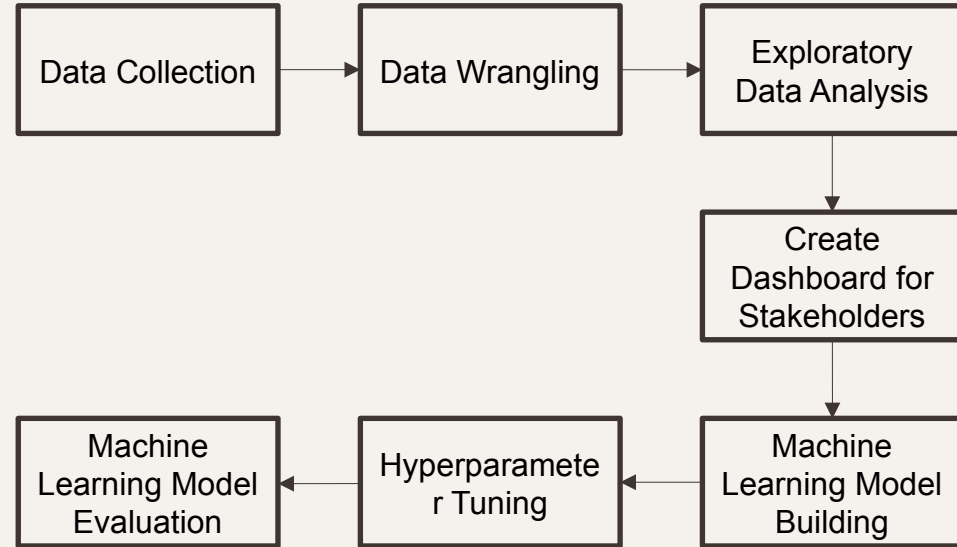 Data Collection
Data Wrangling
Exploratory
Data Analysis
Create
Dashboard for
Stakeholders
Machine
Learning Model
Building
Hyperparamete
r Tuning
Machine
Learning Model
Evaluation